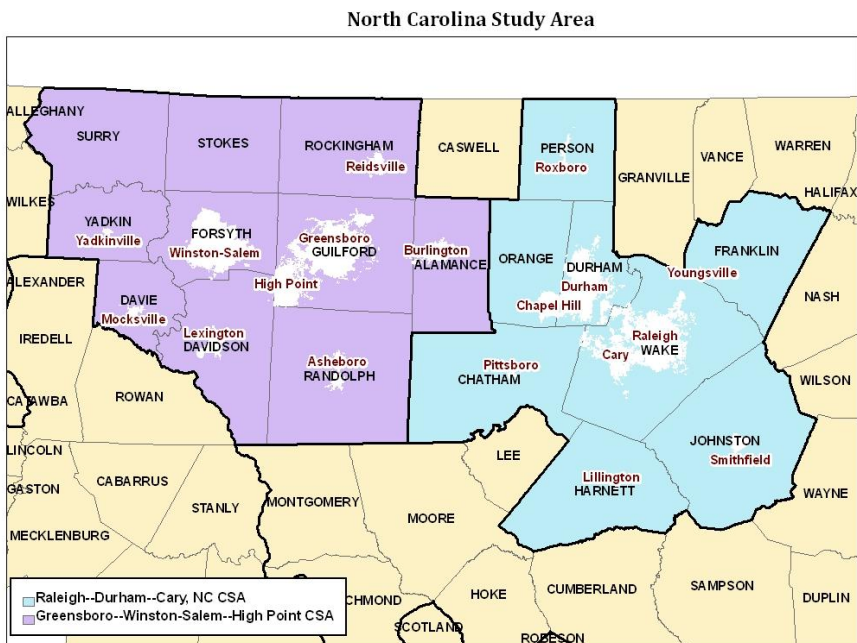 North Carolina Study Area
ALLEGHANY
SURRY
STOKES
ROCKINGHAM
Reidsville
CASWELL
PERSON
Roxboro
GRANVILLE
VANCE
WARREN
HALIFAX
WILKES
YADKIN
Yadkinville
FORSYTH
Winston-Salem
Greensboro
GUILFORD
Burlington
ALAMANCE
ORANGE
DURHAM
Durham
Chapel Hill
FRANKLIN
Youngsville
NASH
ALEXANDER
DAVIE
Mocksville
High Point
Lexington
DAVIDSON
Asheboro
RANDOLPH
Pittsboro
CHATHAM
Raleigh
WAKE
Cary
WILSON
IREDELL
ROWAN
CATAWBA
LINCOLN
GASTON
CABARRUS
STANLY
MECKLENBURG
MONTGOMERY
MOORE
LEE
Lillington
HARNETT
JOHNSTON
Smithfield
WAYNE
Raleigh--Durham--Cary, NC CSA
Greensboro--Winston-Salem--High Point CSA
CHMOND
SCOTLAND
HOKE
CUMBERLAND
ROBESON
SAMPSON
DUPLIN